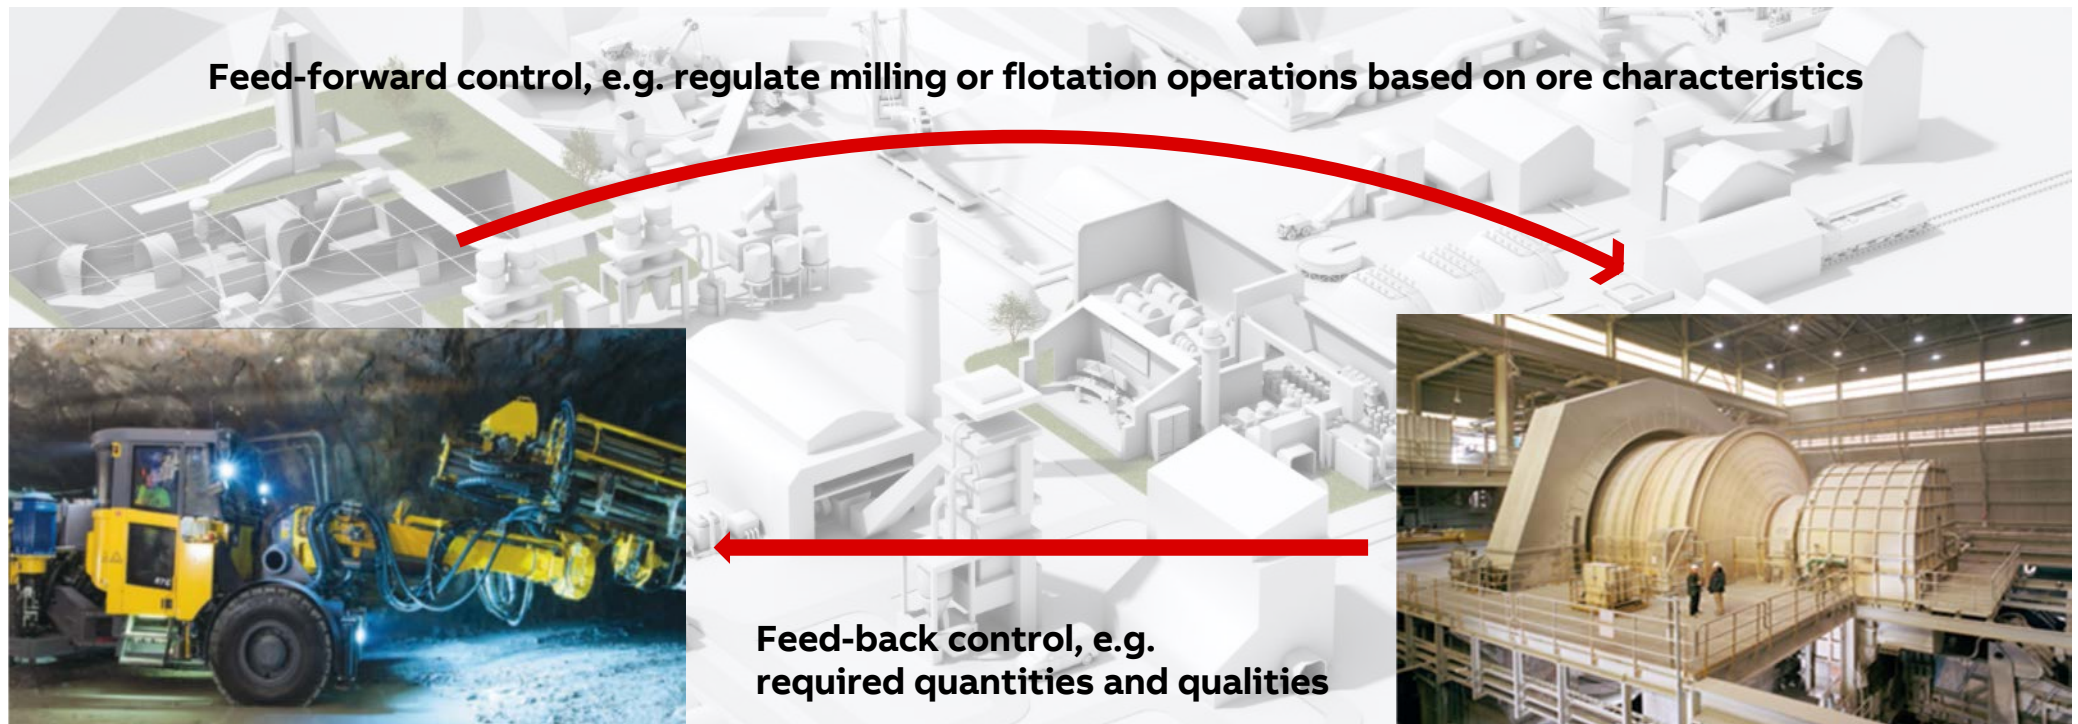 Feed-forward control, e.g. regulate milling or flotation operations based on ore characteristics
Feed-back control, e.g.
required quantities and qualities